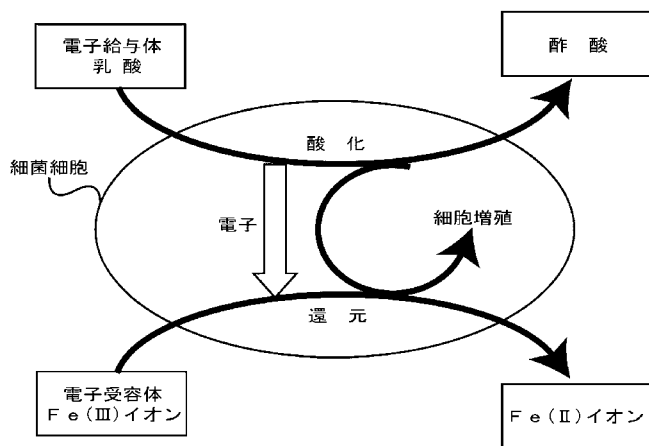 電子給与体
乳 酸
酢 酸
酸 化
細菌細胞
電子
細胞増殖
還 元
電子受容体
Ｆｅ(Ⅲ)イオン
Ｆｅ(Ⅱ)イオン